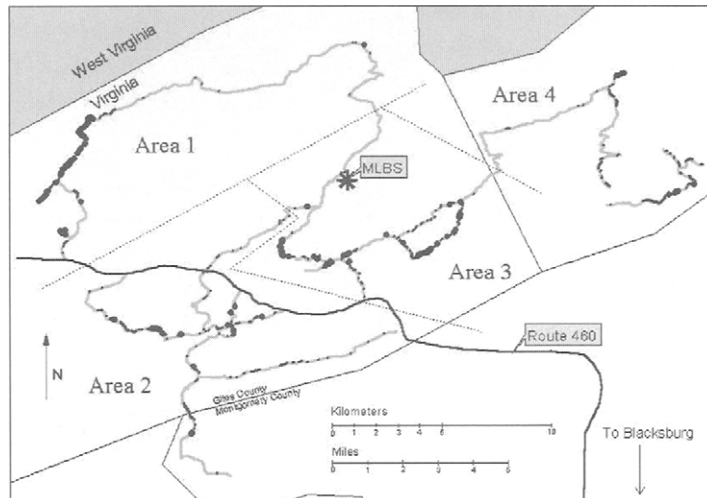 West Virginia
Virginia
Area 1
Area 4
MLBS
Area 3
Route 460
N
Area 2
Giles County
Montgomery County
Kilometers
0 1 2 3 4 5 10
Miles
0 1 2 3 4 5
To Blacksburg